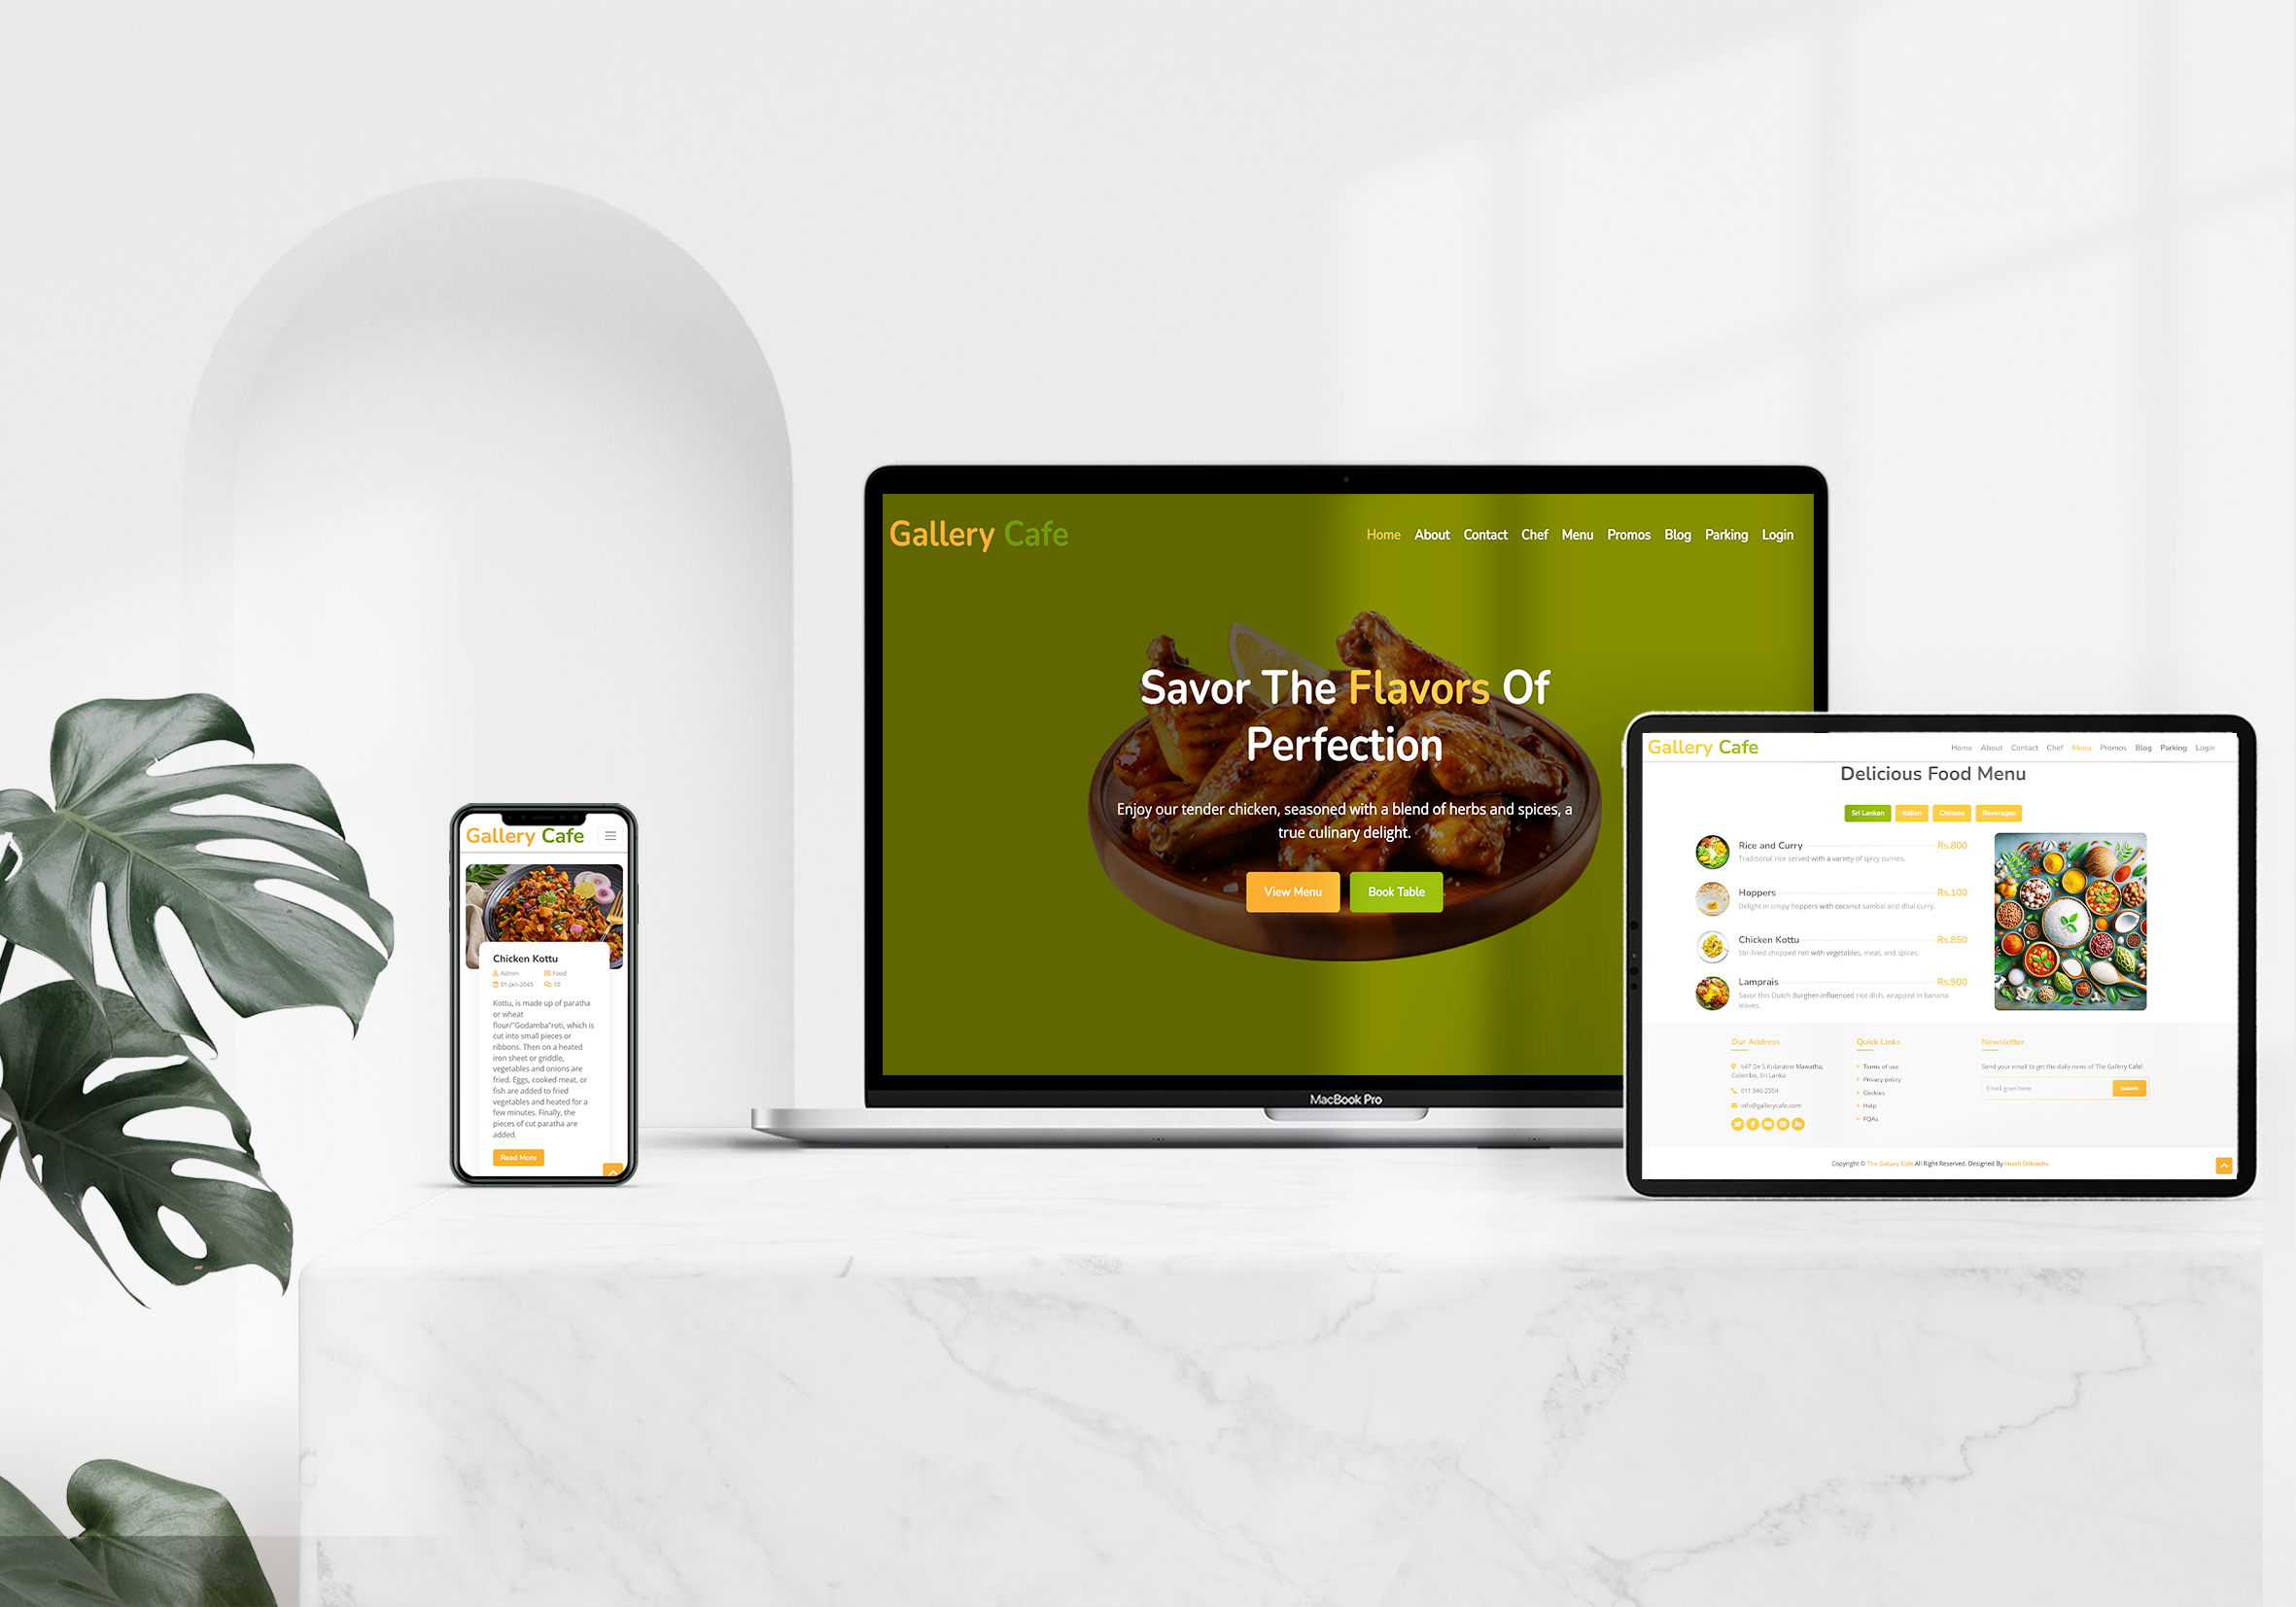 Gallery Cafe
Home About Contact Chef Menu Promos Blog Parking Login
Savor The Flavors Of
Perfection
Enjoy our tender chicken, seasoned with a blend of herbs and spices, a
true culinary delight.
View Menu Book Table
MacBook Pro
Gallery Cafe
Chicken Kottu
Admin Food
01-Jan-2045 10
Kottu, is made up of paratha
or wheat
flour/"Godamba"roti, which is
cut into small pieces or
ribbons. Then on a heated
iron sheet or griddle,
vegetables and onions are
fried. Eggs, cooked meat, or
fish are added to fried
vegetables and heated for a
few minutes. Finally, the
pieces of cut paratha are
added.
Read More
Gallery Cafe
Home About Contact Chef Menu Promos Blog Parking Login
Delicious Food Menu
Sri Lankan Italian Chinese Beverages
Rice and Curry Rs.800
Traditional rice served with a variety of spicy curries.
Hoppers Rs.100
Delight in crispy hoppers with coconut sambal and dhal curry.
Chicken Kottu Rs.850
Stir-fried chopped roti with vegetables, meat, and spices.
Lamprais Rs.900
Savor this Dutch Burgher-influenced rice dish, wrapped in banana
leaves.
Our Address
647 De S Kularatne Mawatha,
Colombo, Sri Lanka
011 846 2554
info@gallerycafe.com
Quick Links
Terms of use
Privacy policy
Cookies
Help
FQAs
Newsletter
Send your email to get the daily news of The Gallery Cafe!
Email goes here Submit
Copyright © The Gallery Cafe All Right Reserved. Designed By